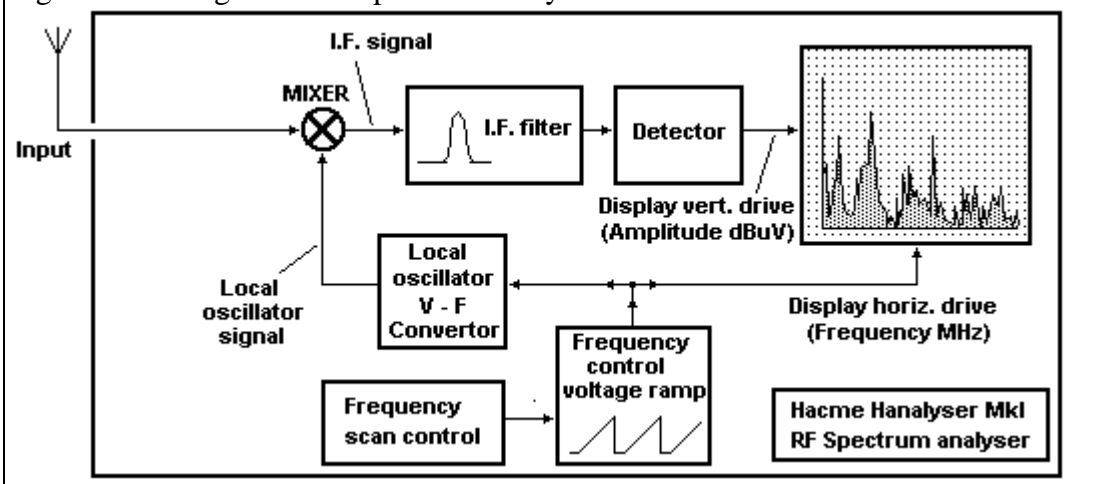 I.F. signal
MIXER
I.F. filter
Detector
Input
Display vert. drive
(Amplitude dBuV)
Local
oscillator
signal
Local
oscillator
V - F
Convertor
Display horiz. drive
(Frequency MHz)
Frequency
control
voltage ramp
Frequency
scan control
Hacme Hanalyser MkI
RF Spectrum analyser